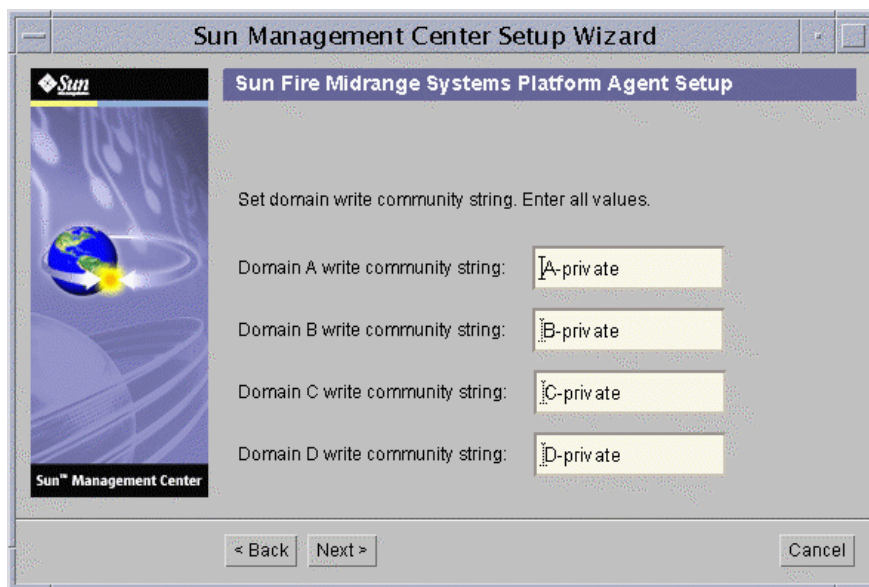 Sun Management Center Setup Wizard
Sun
Sun Fire Midrange Systems Platform Agent Setup
Set domain write community string. Enter all values.
Domain A write community string: A-private
Domain B write community string: B-private
Domain C write community string: C-private
Domain D write community string: D-private
Sun™ Management Center
< Back Next > Cancel